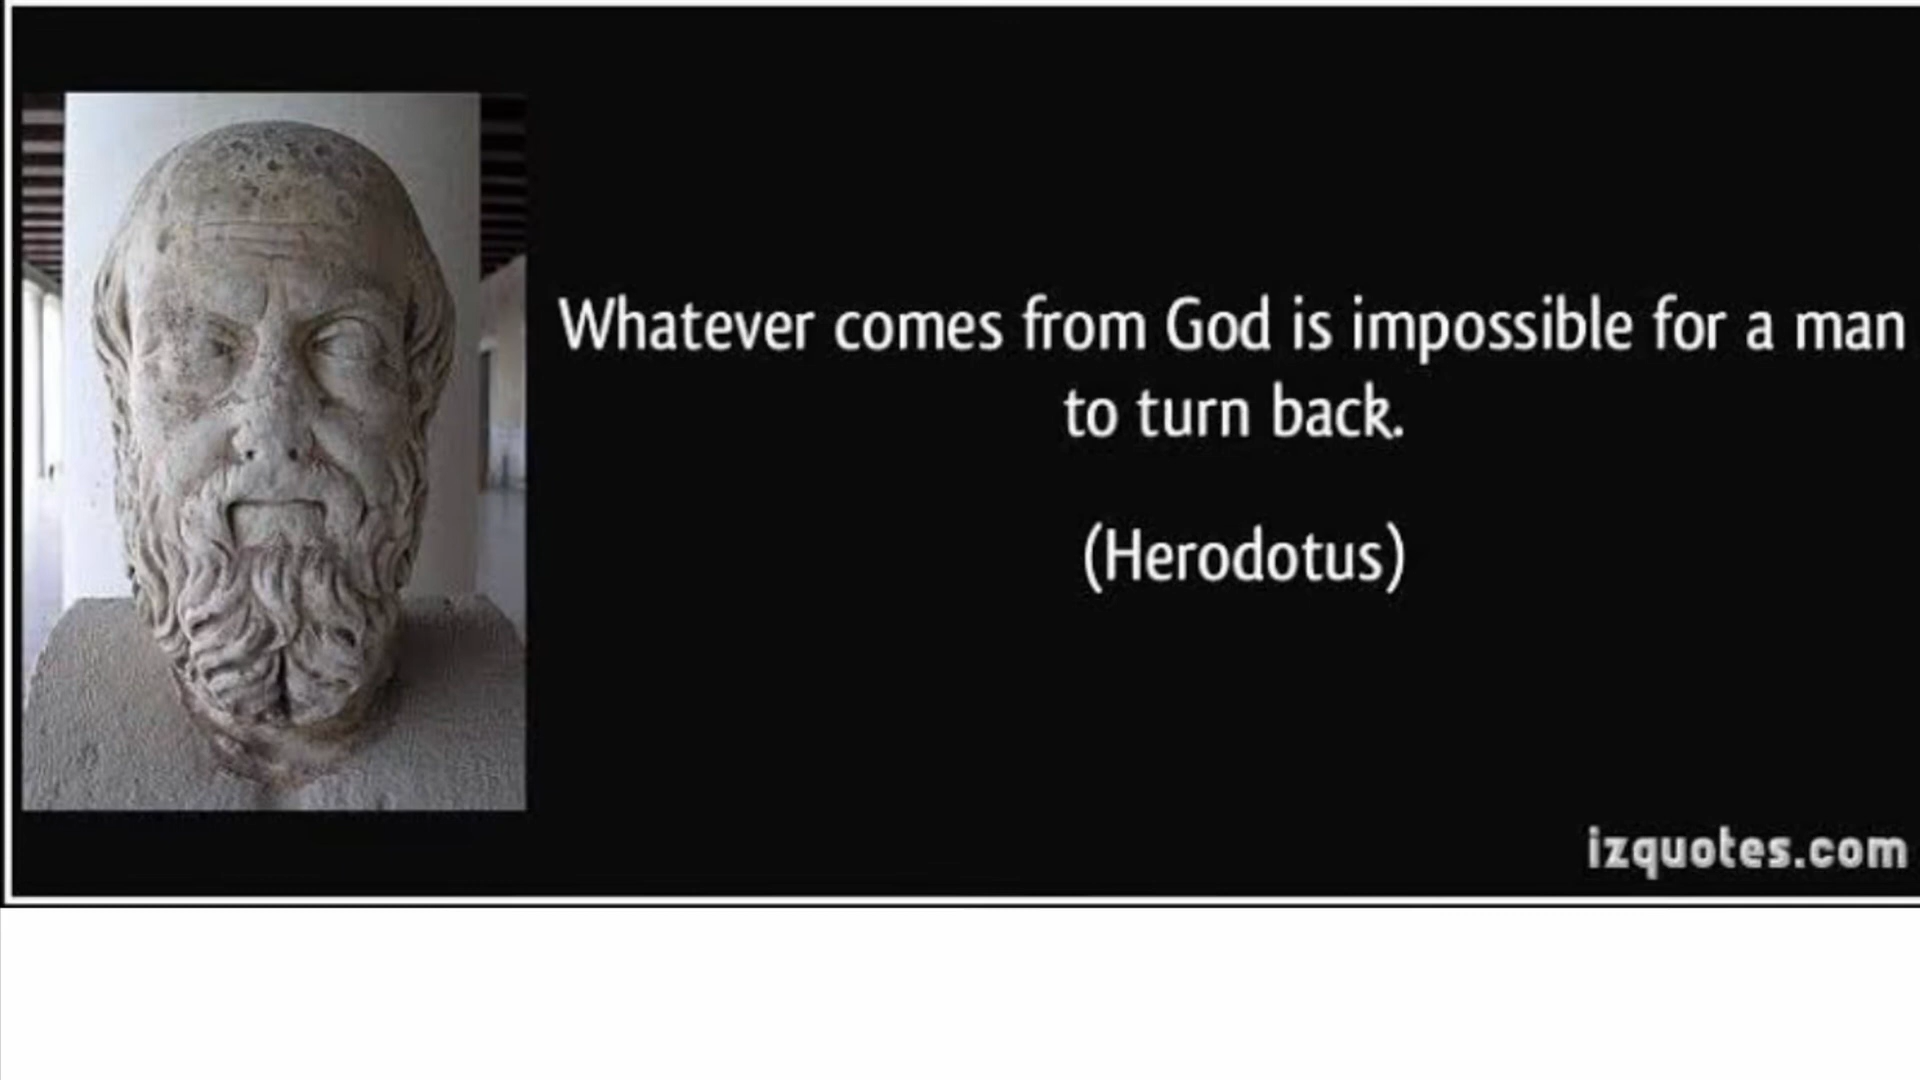 Whatever comes from God is impossible for a man
to turn back.
(Herodotus)
izquotes.com